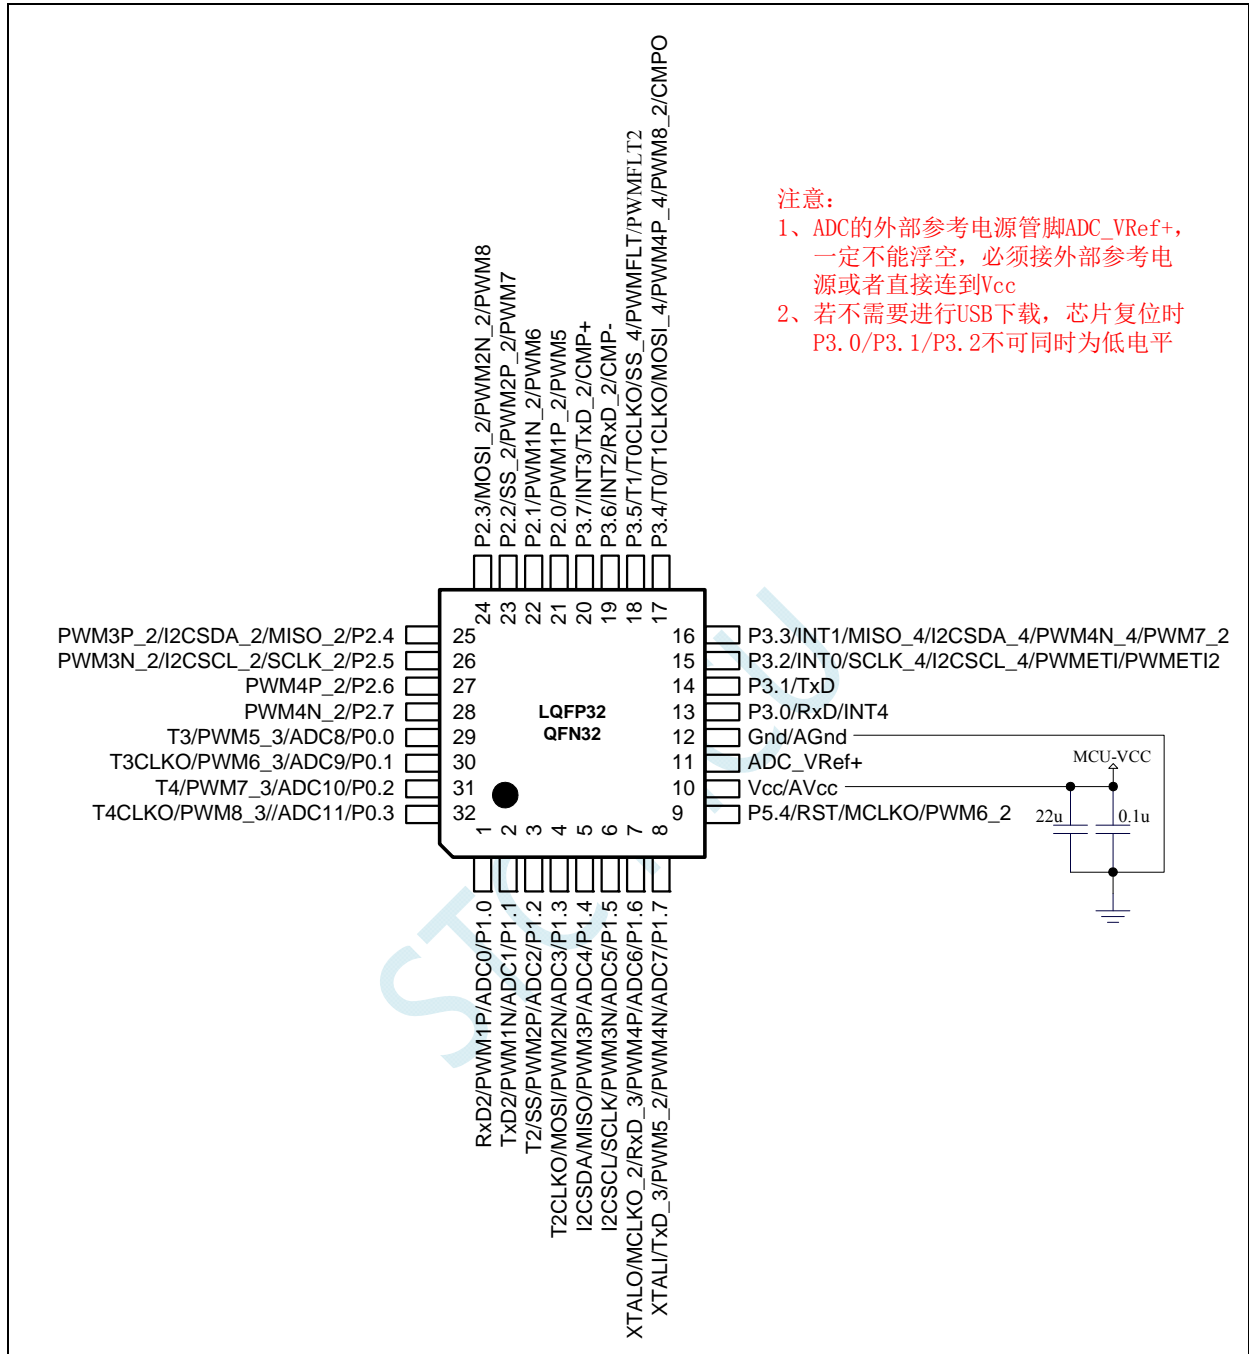 P2.3/MOSI_2/PWM2N_2/PWM8
P2.2/SS_2/PWM2P_2/PWM7
P2.1/PWM1N_2/PWM6
P2.0/PWM1P_2/PWM5
P3.7/INT3/TxD_2/CMP+
P3.6/INT2/RxD_2/CMP-
P3.5/T1/T0CLKO/SS_4/PWMFLT/PWMFLT2
P3.4/T0/T1CLKO/MOSI_4/PWM4P_4/PWM8_2/CMPO
注意：
1、ADC的外部参考电源管脚ADC_VRef+，
一定不能浮空，必须接外部参考电
源或者直接连到Vcc
2、若不需要进行USB下载，芯片复位时
P3.0/P3.1/P3.2不可同时为低电平
24
23
22
21
20
19
18
17
PWM3P_2/I2CSDA_2/MISO_2/P2.4
25
PWM3N_2/I2CSCL_2/SCLK_2/P2.5
26
PWM4P_2/P2.6
27
PWM4N_2/P2.7
28
T3/PWM5_3/ADC8/P0.0
29
T3CLKO/PWM6_3/ADC9/P0.1
30
T4/PWM7_3/ADC10/P0.2
31
T4CLKO/PWM8_3//ADC11/P0.3
32
LQFP32
QFN32
16
P3.3/INT1/MISO_4/I2CSDA_4/PWM4N_4/PWM7_2
15
P3.2/INT0/SCLK_4/I2CSCL_4/PWMETI/PWMETI2
14
P3.1/TxD
13
P3.0/RxD/INT4
12
Gnd/AGnd
11
ADC_VRef+
10
Vcc/AVcc
9
P5.4/RST/MCLKO/PWM6_2
MCU-VCC
22u
0.1u
1
2
3
4
5
6
7
8
RxD2/PWM1P/ADC0/P1.0
TxD2/PWM1N/ADC1/P1.1
T2/SS/PWM2P/ADC2/P1.2
T2CLKO/MOSI/PWM2N/ADC3/P1.3
I2CSDA/MISO/PWM3P/ADC4/P1.4
I2CSCL/SCLK/PWM3N/ADC5/P1.5
XTALO/MCLKO_2/RxD_3/PWM4P/ADC6/P1.6
XTALI/TxD_3/PWM5_2/PWM4N/ADC7/P1.7